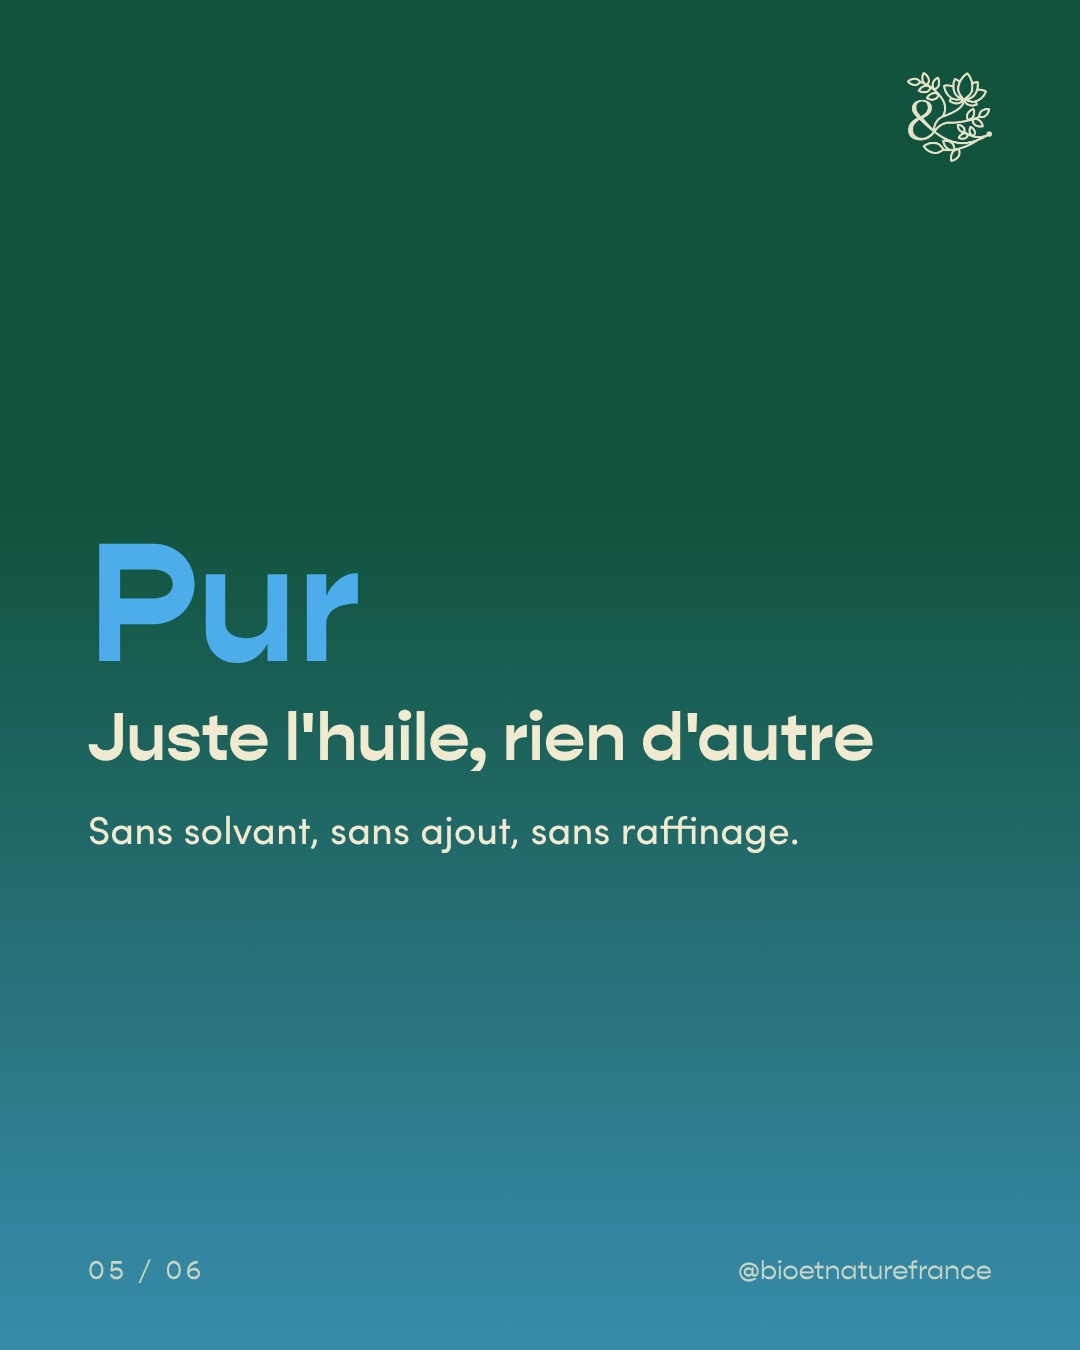 &
Pur
Juste l'huile, rien d'autre
Sans solvant, sans ajout, sans raffinage.
05 / 06
@bioetnaturefrance